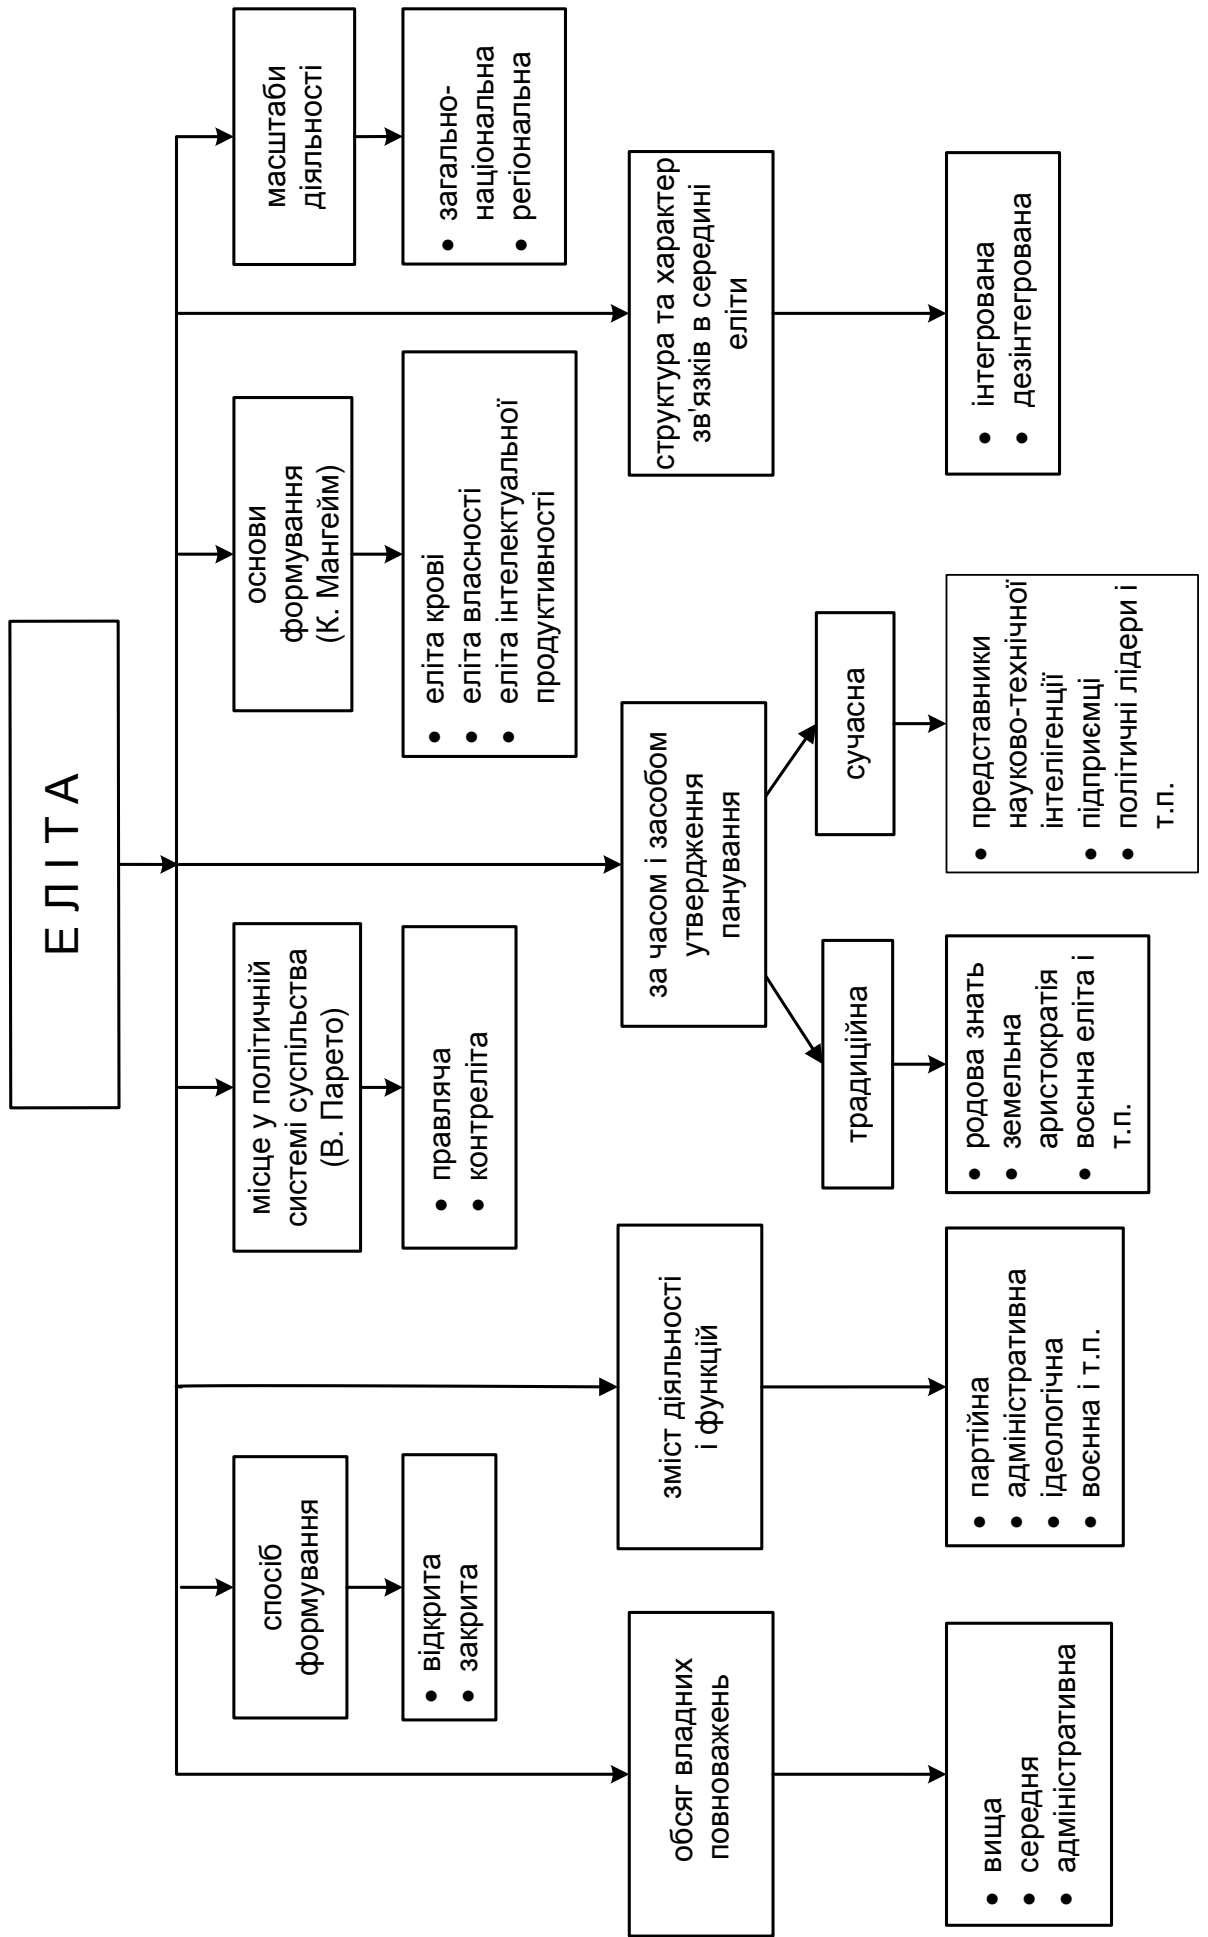 ЕЛІТА
спосіб
формування
місце у політичній
системі суспільства
(В. Парето)
основи
формування
(К. Мангейм)
масштаби
діяльності
• відкрита
• закрита
• правляча
• контреліта
• еліта крові
• еліта власності
• еліта інтелектуальної
продуктивності
• загально-
національна
• регіональна
обсяг владних
повноважень
зміст діяльності
і функцій
за часом і засобом
утвердження
панування
структура та характер
зв'язків в середині
еліти
традиційна
сучасна
• вища
• середня
• адміністративна
• партійна
• адміністративна
• ідеологічна
• воєнна і т.п.
• родова знать
• земельна
аристократія
• воєнна еліта і
т.п.
• представники
науково-технічної
інтелігенції
• підприємці
• політичні лідери і
т.п.
• інтегрована
• дезінтегрована